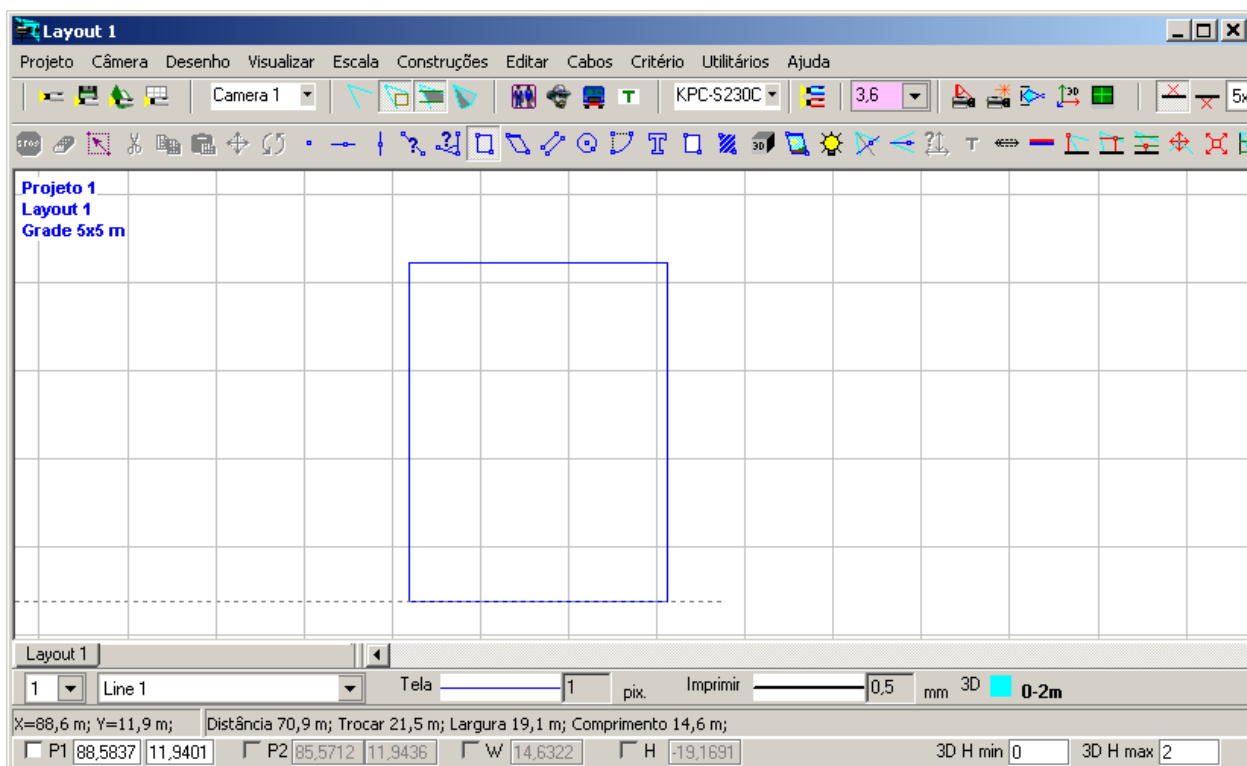 Layout 1
Projeto Câmera Desenho Visualizar Escala Construções Editar Cabos Critério Utilitários Ajuda
Camera 1 T KPC-S230C 3,6 3D 5x
STOP ? ? T 3D ? T
Projeto 1
Layout 1
Grade 5x5 m
Layout 1
1 Line 1 Tela 1 pix. Imprimir 0,5 mm 3D 0-2m
X=88,6 m; Y=11,9 m; Distância 70,9 m; Trocar 21,5 m; Largura 19,1 m; Comprimento 14,6 m;
P1 88,5837 11,9401 P2 85,5712 11,9436 W 14,6322 H -19,1691 3D H min 0 3D H max 2